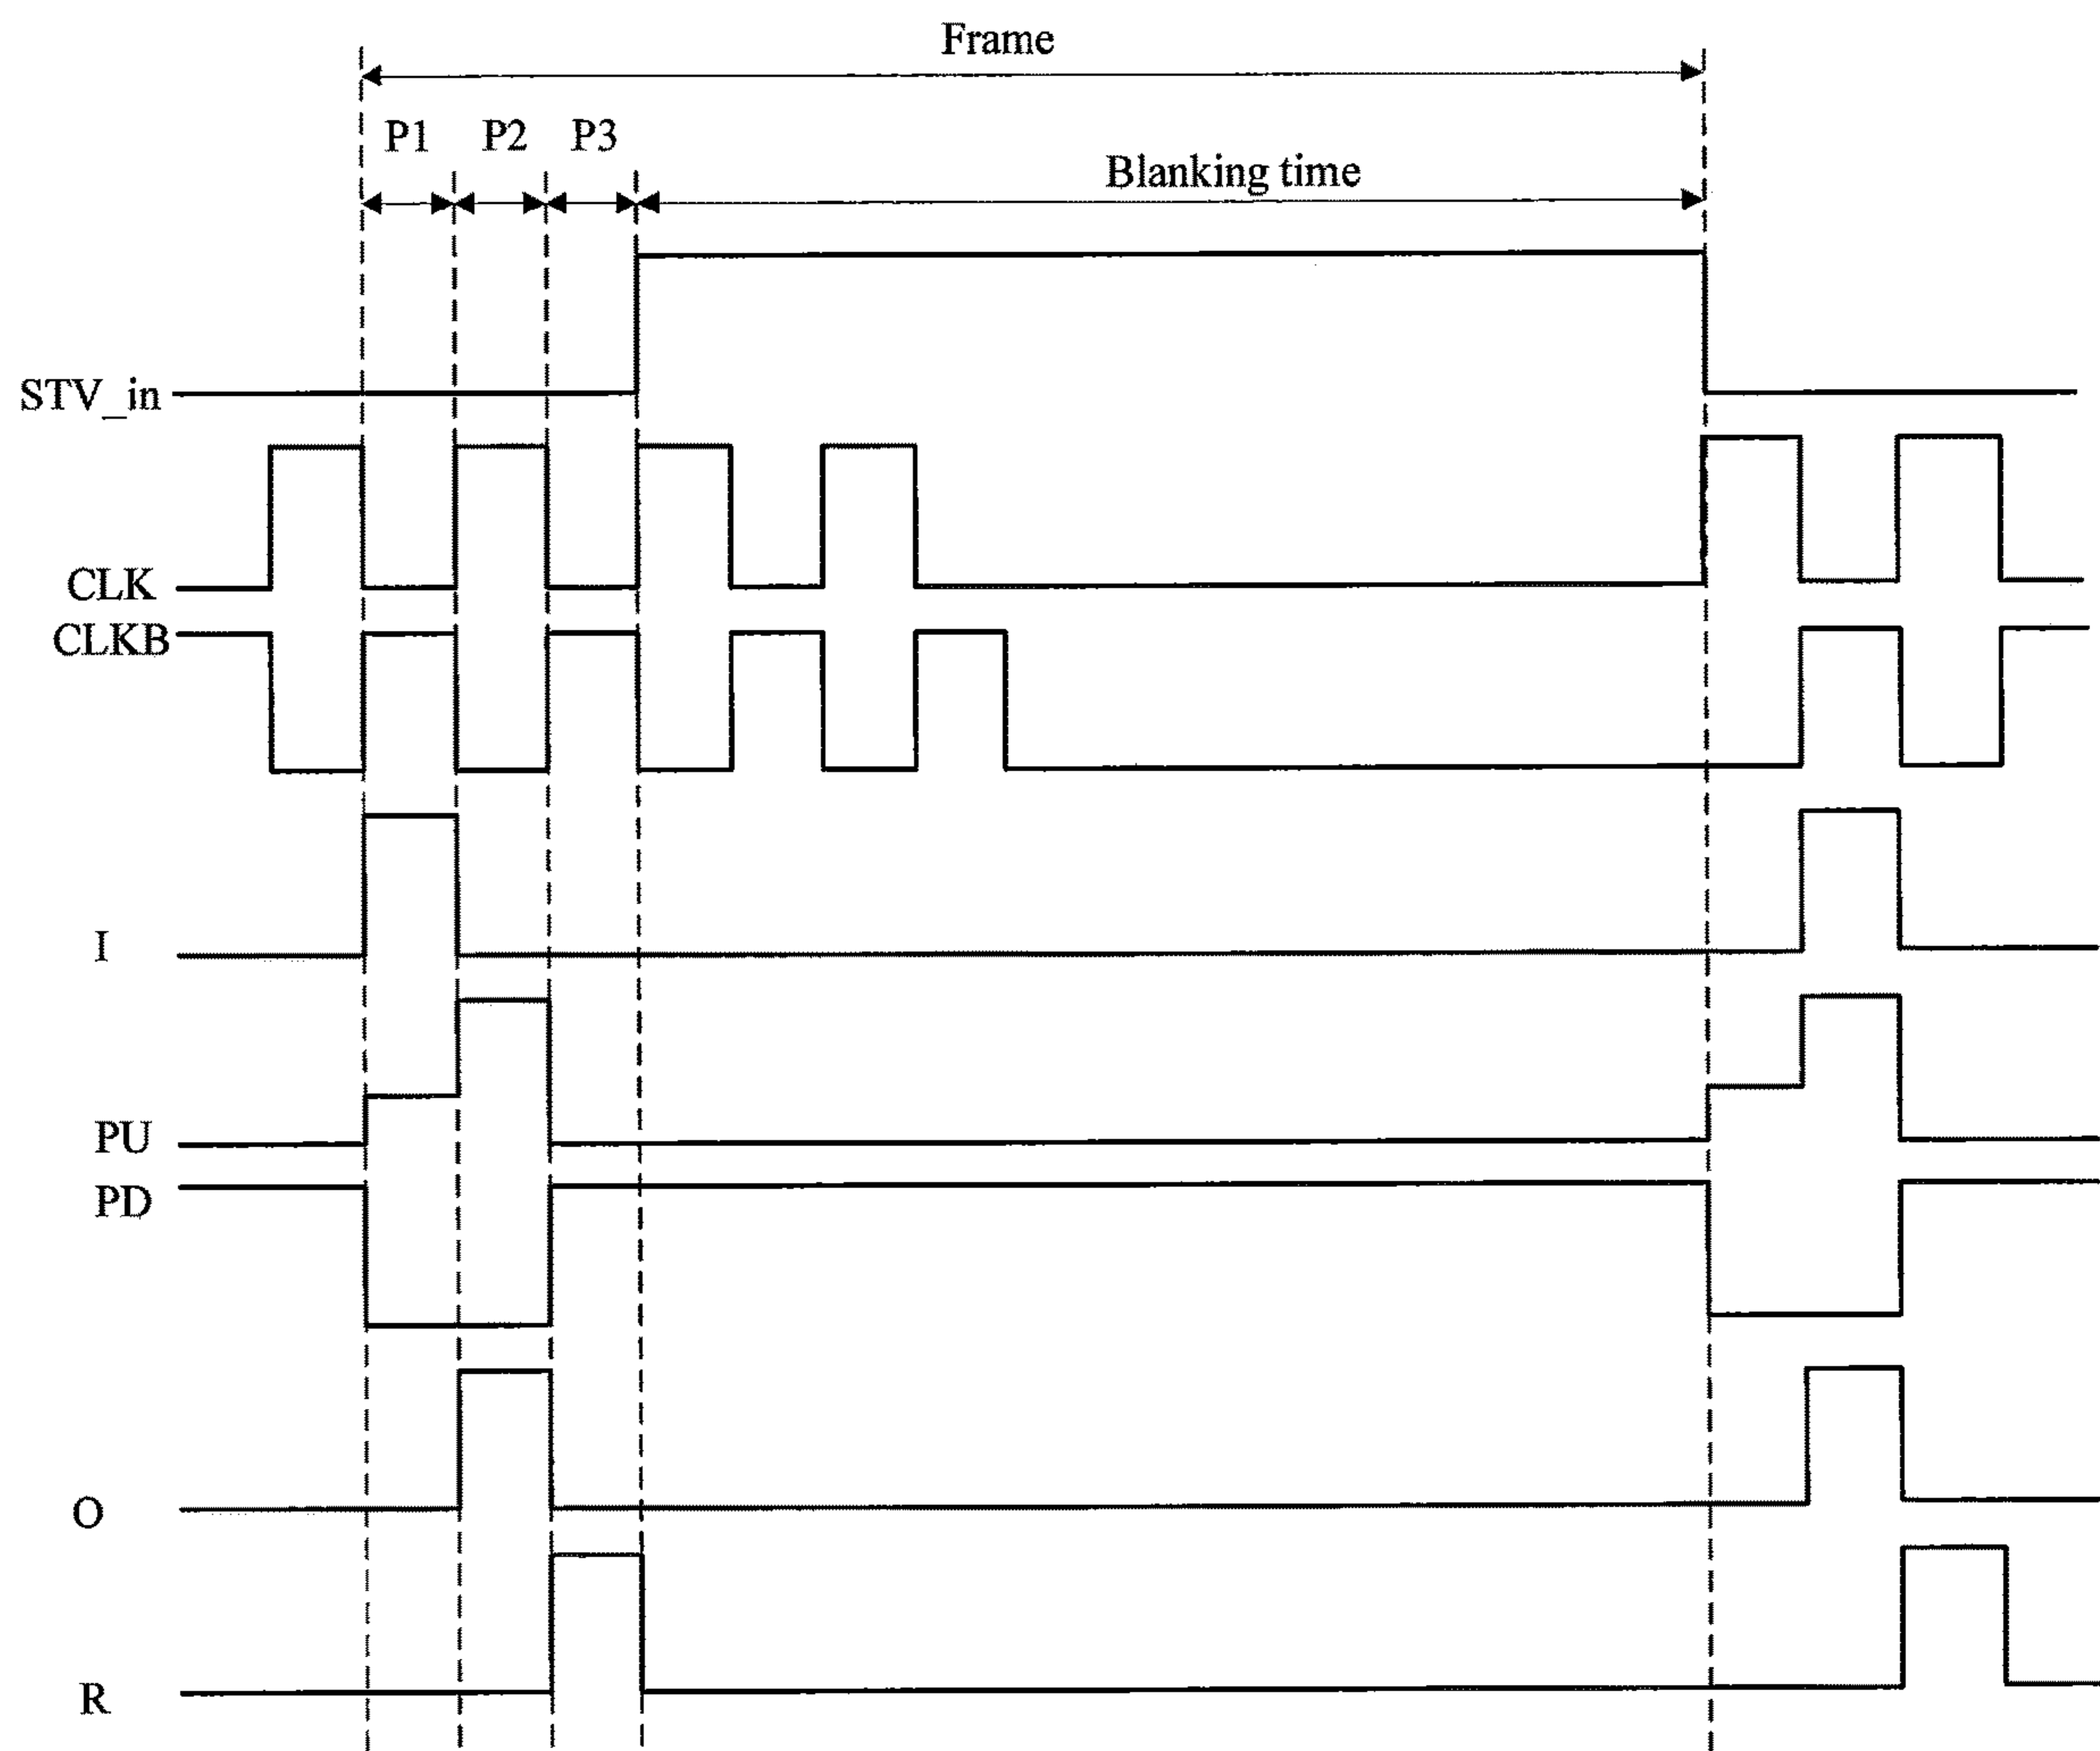 Frame
P1 P2 P3
Blanking time
STV_in
CLK
CLKB
I
PU
PD
O
R